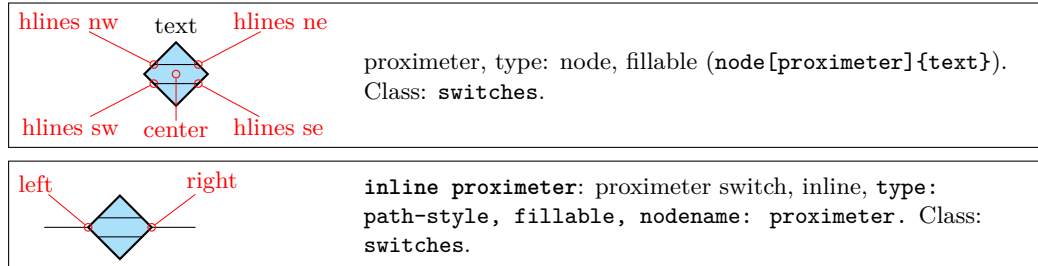 hlines nw text hlines ne
hlines sw center hlines se
proximeter, type: node, fillable (node[proximeter]{text}).
Class: switches.
left right
inline proximeter: proximeter switch, inline, type:
path-style, fillable, nodename: proximeter. Class:
switches.